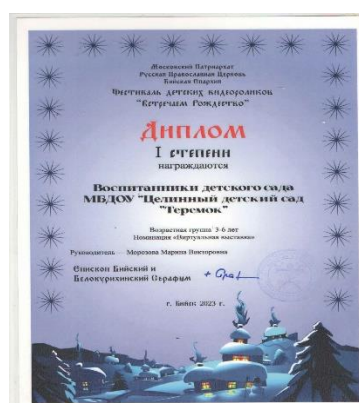 Московский Патриархат
Русская Православная Церковь
Бийская Епархия
Фестиваль детских видеороликов
"Встречаем Рождество"
Диплом
I степени
награждаются
Воспитанники детского сада
МБДОУ "Целинный детский сад
"Теремок"
Возрастная группа 3-6 лет
Номинация «Виртуальная выставка»
Руководитель – Морозова Марина Викторовна
Епископ Бийский и
Белокурихинский Серафим
г. Бийск 2023 г.